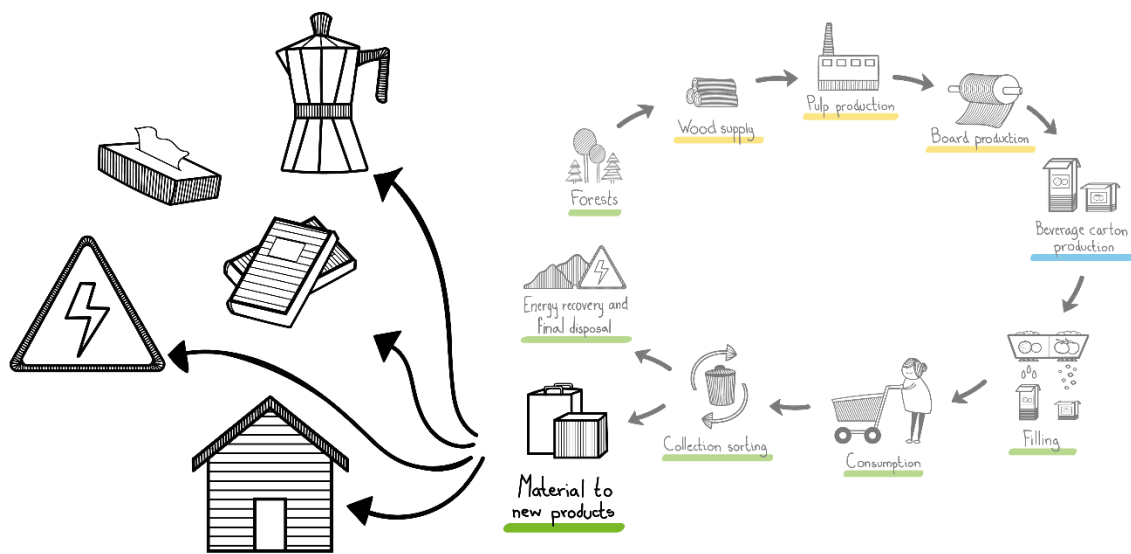 Pulp production
Wood supply
Board production
Forests
Beverage carton
production
Energy recovery and
final disposal
Collection sorting
Consumption
Filling
Material to
new products